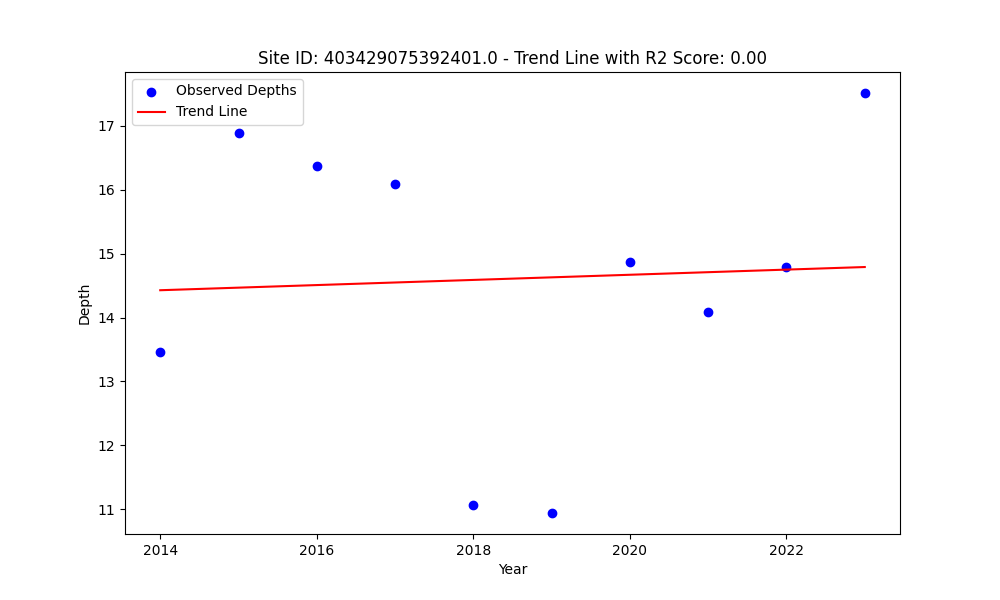 Site ID: 403429075392401.0 - Trend Line with R2 Score: 0.00
Observed Depths
Trend Line
17
16
15
14
13
12
11
Depth
2014
2016
2018
2020
2022
Year